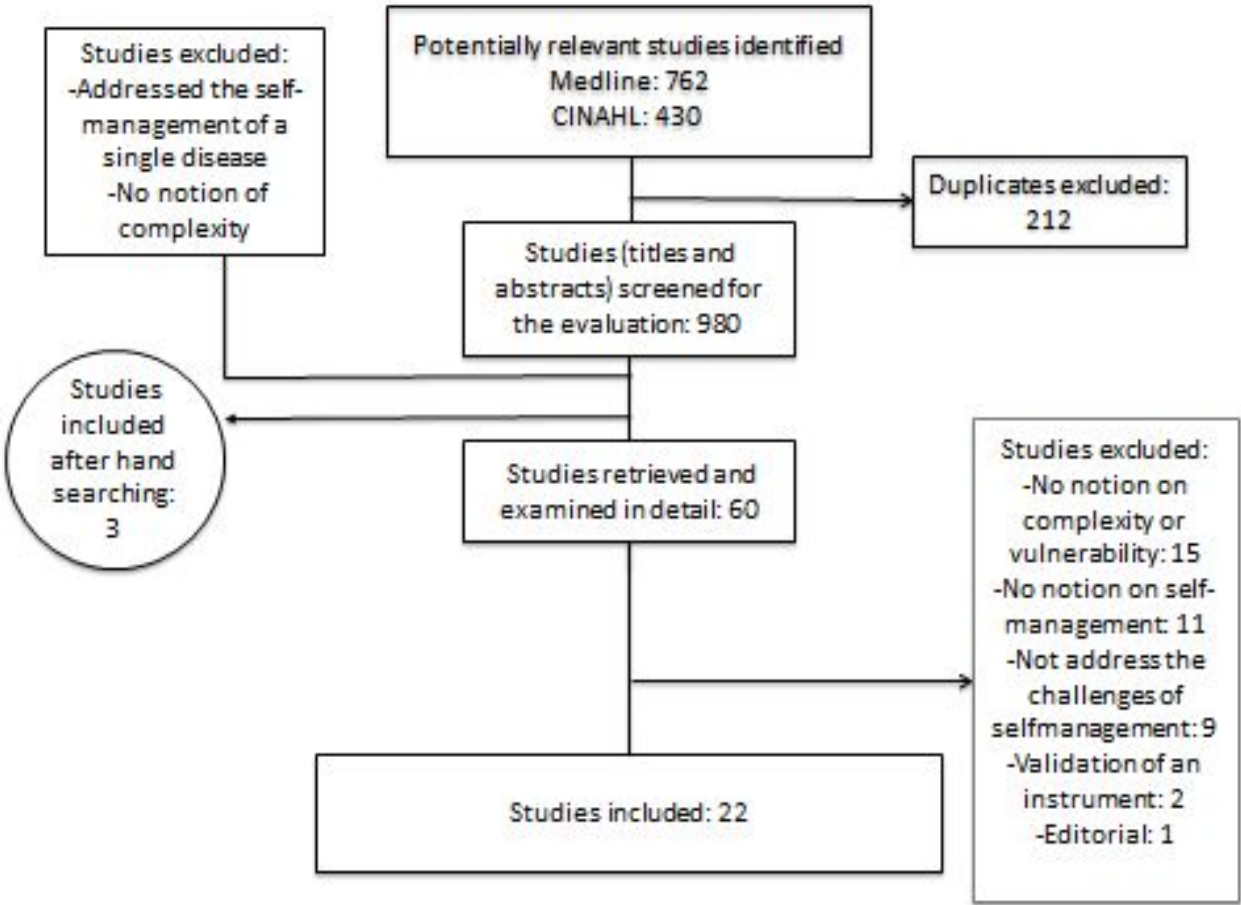 Potentially relevant studies identified
Medline: 762
CINAHL: 430
Studies excluded:
-Addressed the self-
management of a
single disease
-No notion of
complexity
Duplicates excluded:
212
Studies (titles and
abstracts) screened for
the evaluation: 980
Studies
included
after hand
searching:
3
Studies retrieved and
examined in detail: 60
Studies excluded:
-No notion on
complexity or
vulnerability: 15
-No notion on self-
management: 11
-Not address the
challenges of
selfmanagement: 9
-Validation of an
instrument: 2
-Editorial: 1
Studies included: 22